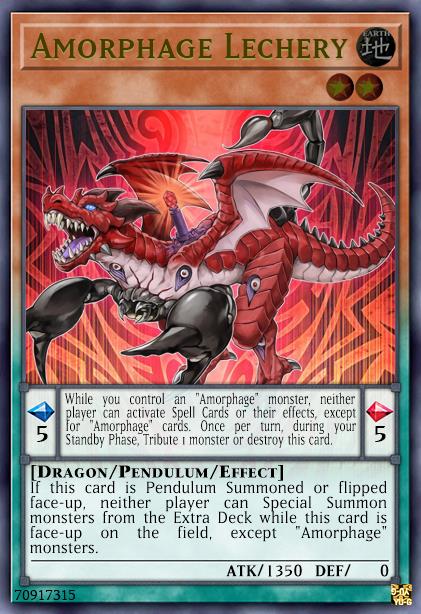 Amorphage Lechery
EARTH
地
While you control an "Amorphage" monster, neither
player can activate Spell Cards or their effects, except
for "Amorphage" cards. Once per turn, during your
Standby Phase, Tribute 1 monster or destroy this card.
5
5
[Dragon/Pendulum/Effect]
If this card is Pendulum Summoned or flipped
face-up, neither player can Special Summon
monsters from the Extra Deck while this card is
face-up on the field, except "Amorphage"
monsters.
ATK/1350 DEF/ 0
70917315